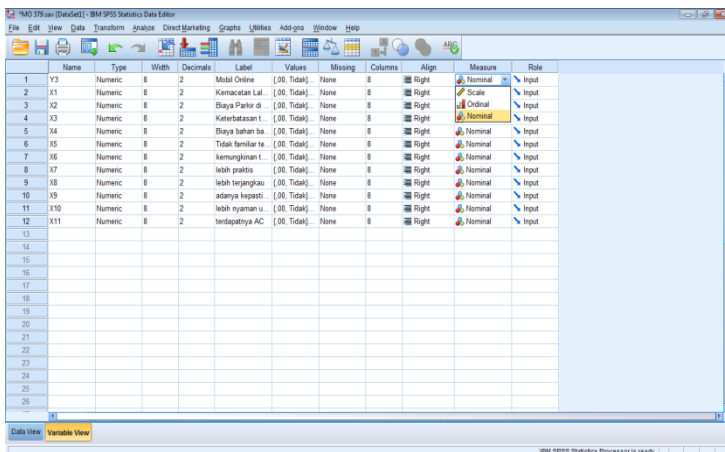 *MO 379.sav [DataSet1] - IBM SPSS Statistics Data Editor
File Edit View Data Transform Analyze Direct Marketing Graphs Utilities Add-ons Window Help
Name Type Width Decimals Label Values Missing Columns Align Measure Role
1 Y3 Numeric 8 2 Mobil Online {,00, Tidak}... None 8 Right Nominal Input
2 X1 Numeric 8 2 Kemacetan Lal... {,00, Tidak}... None 8 Right Scale Input
3 X2 Numeric 8 2 Biaya Parkir di ... {,00, Tidak}... None 8 Right Ordinal Input
4 X3 Numeric 8 2 Keterbatasan t... {,00, Tidak}... None 8 Right Nominal Input
5 X4 Numeric 8 2 Biaya bahan ba... {,00, Tidak}... None 8 Right Nominal Input
6 X5 Numeric 8 2 Tidak familiar te... {,00, Tidak}... None 8 Right Nominal Input
7 X6 Numeric 8 2 kemungkinan t... {,00, Tidak}... None 8 Right Nominal Input
8 X7 Numeric 8 2 lebih praktis {,00, Tidak}... None 8 Right Nominal Input
9 X8 Numeric 8 2 lebih terjangkau {,00, Tidak}... None 8 Right Nominal Input
10 X9 Numeric 8 2 adanya kepasti... {,00, Tidak}... None 8 Right Nominal Input
11 X10 Numeric 8 2 lebih nyaman u... {,00, Tidak}... None 8 Right Nominal Input
12 X11 Numeric 8 2 terdapatnya AC {,00, Tidak}... None 8 Right Nominal Input
13
14
15
16
17
18
19
20
21
22
23
24
25
26
Data View Variable View
IBM SPSS Statistics Processor is ready